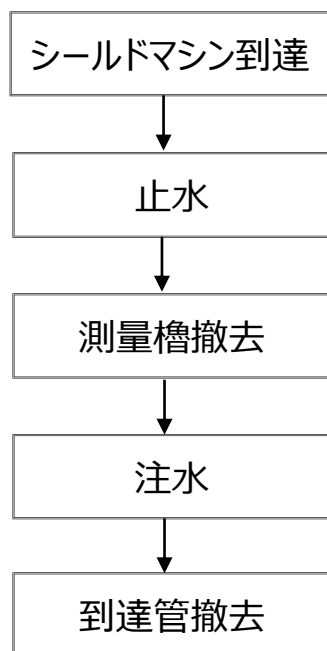 シールドマシン到達
止水
測量櫓撤去
注水
到達管撤去